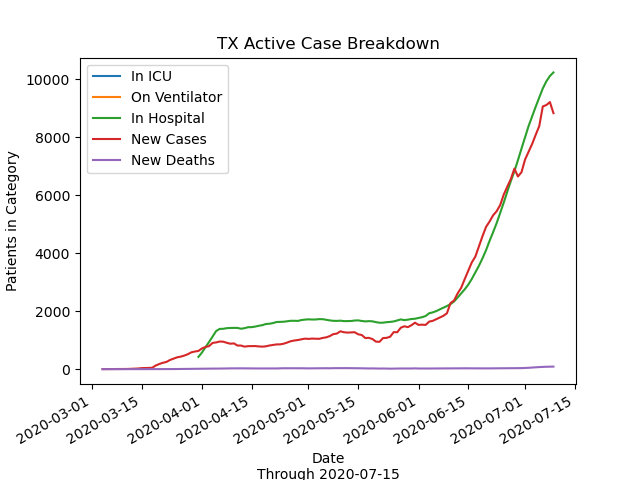 TX Active Case Breakdown
In ICU
On Ventilator
In Hospital
New Cases
New Deaths
Patients in Category
10000
8000
6000
4000
2000
0
2020-03-01
2020-03-15
2020-04-01
2020-04-15
2020-05-01
2020-05-15
2020-06-01
2020-06-15
2020-07-01
2020-07-15
Date
Through 2020-07-15